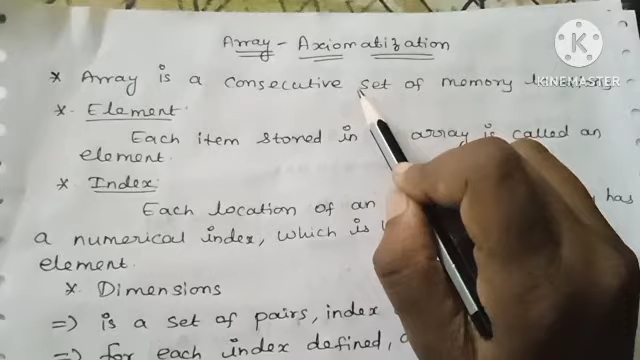 Array - Axiomatization
* Array is a consecutive set of memory
KINEMASTER
* Element:
Each item stored in array is called an
element.
* Index:
Each location of an has
a numerical index, which is
element.
* Dimensions
=> is a set of pairs, index
=> for each index defined,